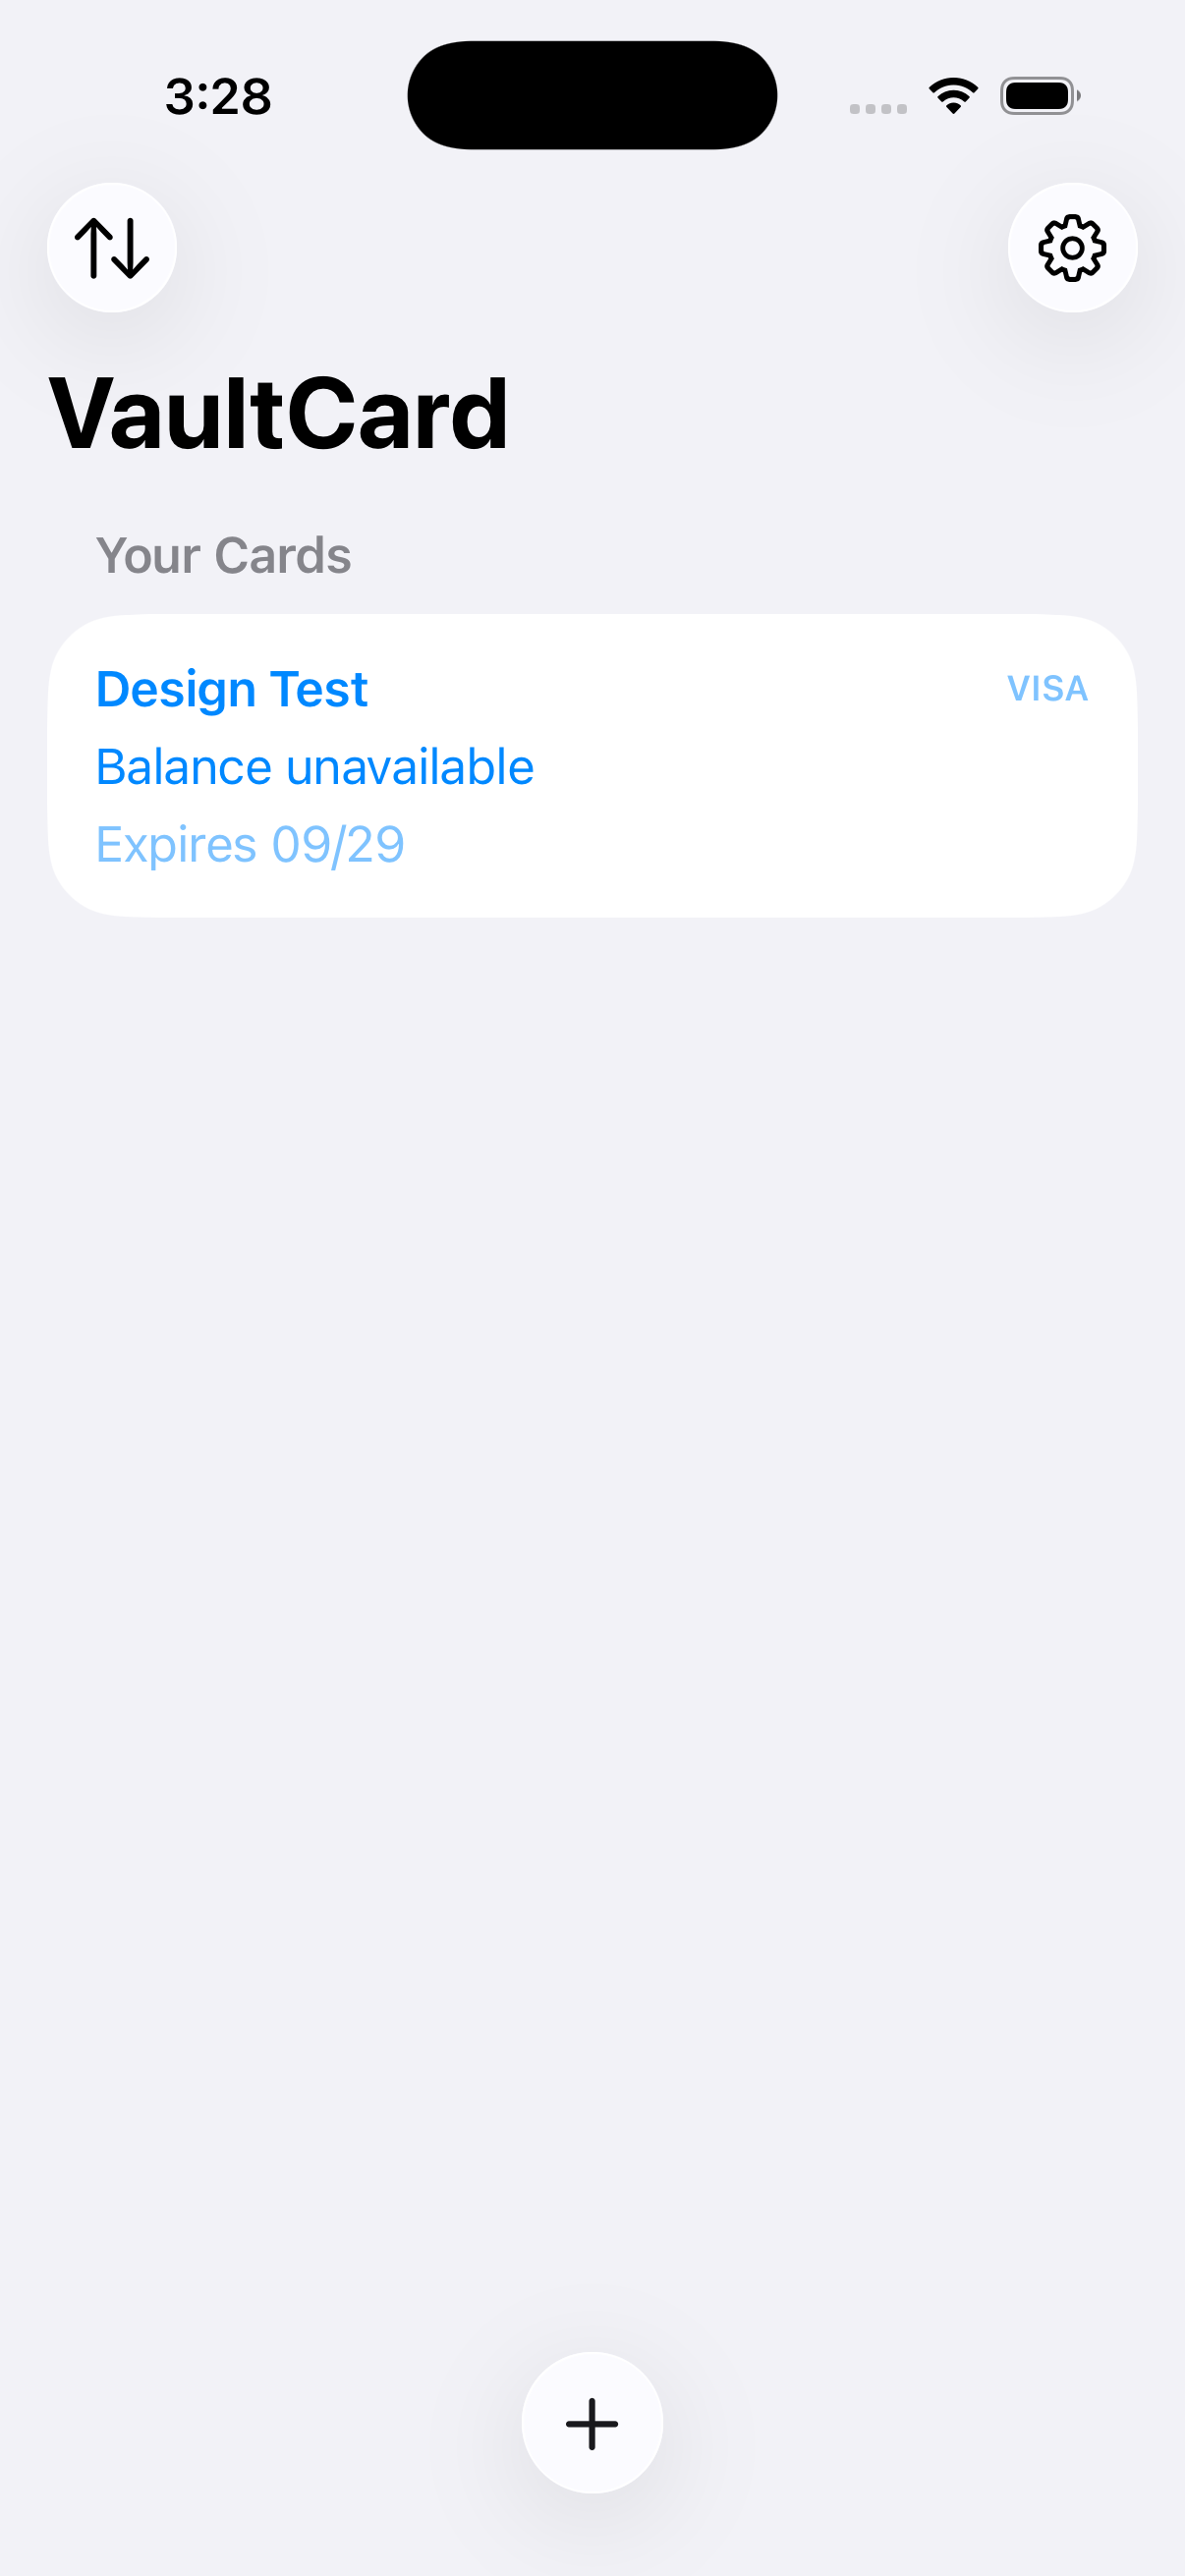 3:28
VaultCard
Your Cards
Design Test
VISA
Balance unavailable
Expires 09/29